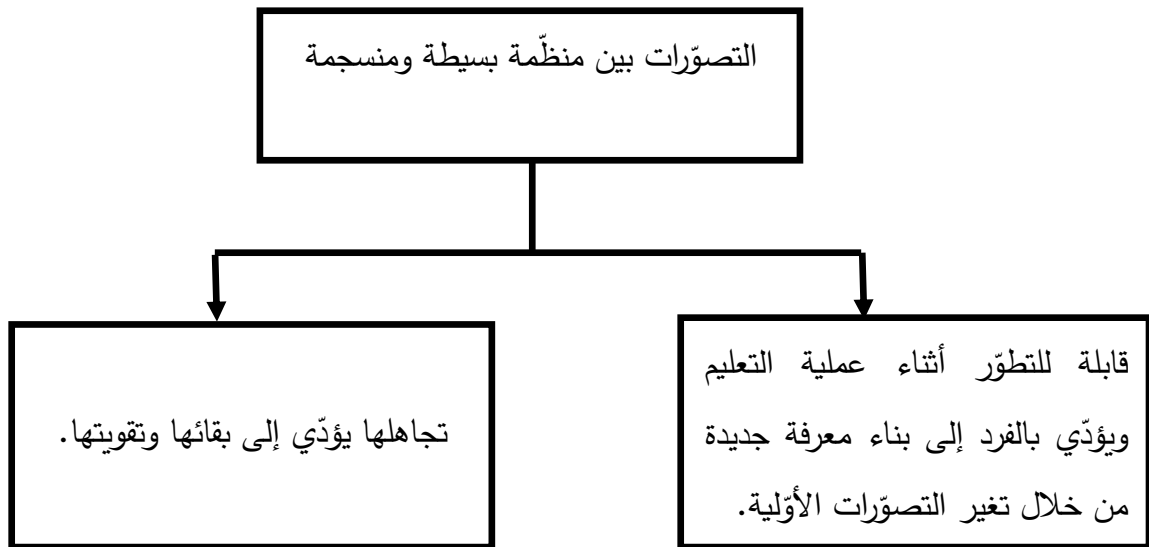 التصوّرات بين منظّمة بسيطة ومنسجمة
قابلة للتطوّر أثناء عملية التعليم
ويؤدّي بالفرد إلى بناء معرفة جديدة
من خلال تغير التصوّرات الأوّلية.
تجاهلها يؤدّي إلى بقائها وتقويتها.